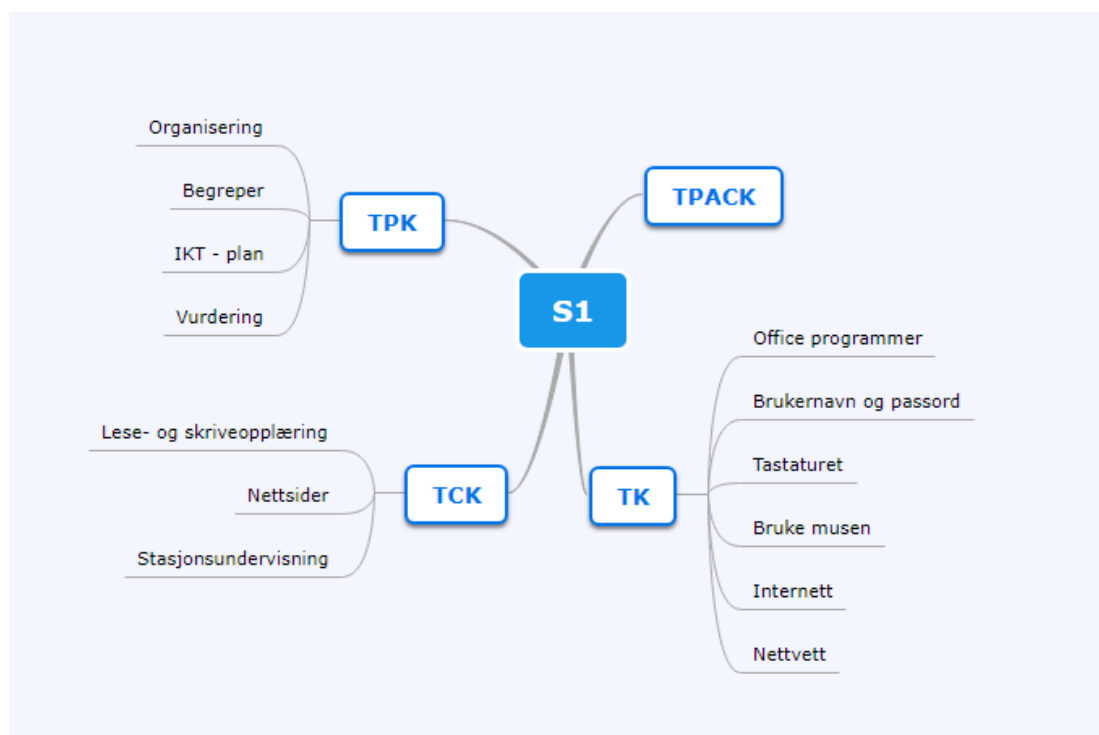 S1
TPK
Organisering
Begreper
IKT - plan
Vurdering
TPACK
TCK
Lese- og skriveopplæring
Nettsider
Stasjonsundervisning
TK
Office programmer
Brukernavn og passord
Tastaturet
Bruke musen
Internett
Nettvett